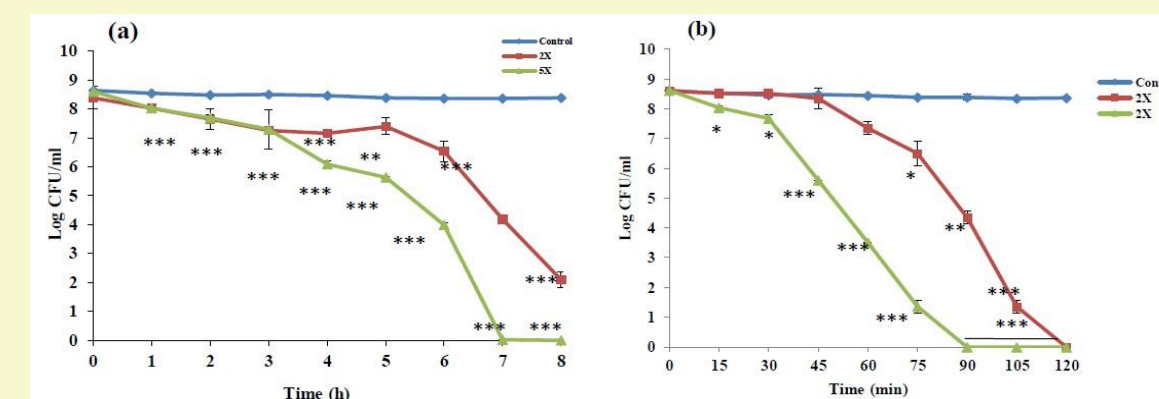 (a)
Control
2X
5X
10
9
8
7
6
5
4
3
2
1
0
Log CFU/ml
*** *** *** *** *** *** ** *** *** *** *** *** ***
0 1 2 3 4 5 6 7 8
Time (h)
(b)
Con
2X
2X
10
9
8
7
6
5
4
3
2
1
0
Log CFU/ml
* * *** *** *** * ** *** ***
0 15 30 45 60 75 90 105 120
Time (min)